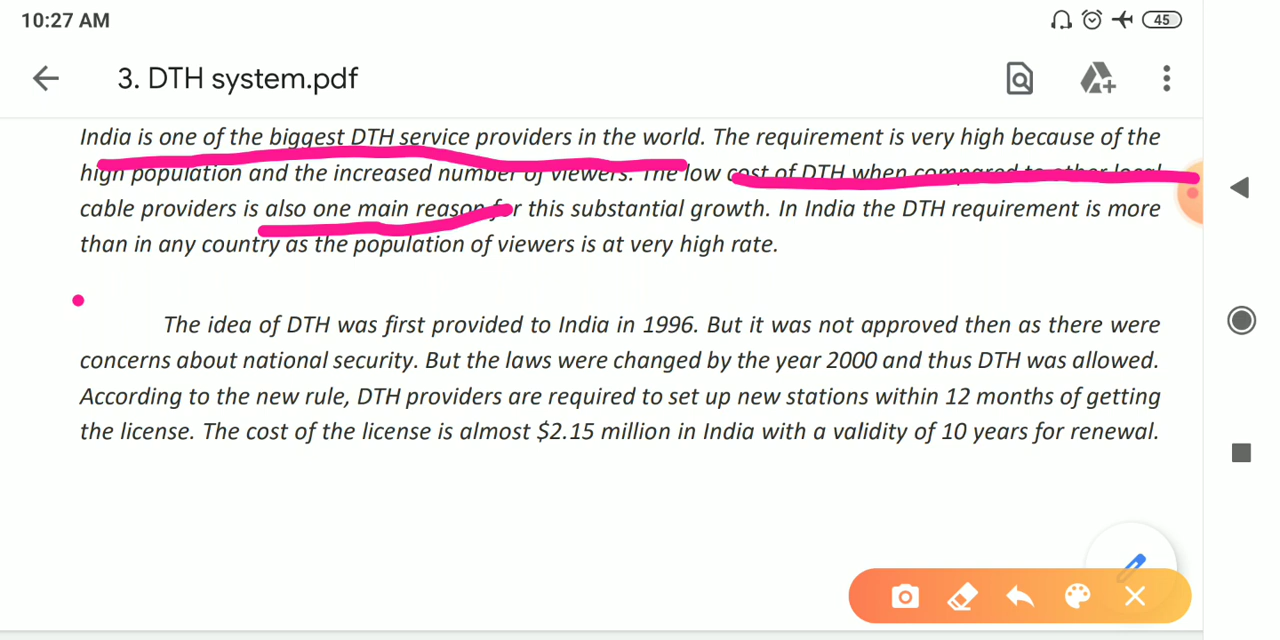 10:27 AM
45
3. DTH system.pdf
India is one of the biggest DTH service providers in the world. The requirement is very high because of the
high population and the increased number of viewers. The low cost of DTH when compared to other local
cable providers is also one main reason for this substantial growth. In India the DTH requirement is more
than in any country as the population of viewers is at very high rate.
The idea of DTH was first provided to India in 1996. But it was not approved then as there were
concerns about national security. But the laws were changed by the year 2000 and thus DTH was allowed.
According to the new rule, DTH providers are required to set up new stations within 12 months of getting
the license. The cost of the license is almost $2.15 million in India with a validity of 10 years for renewal.